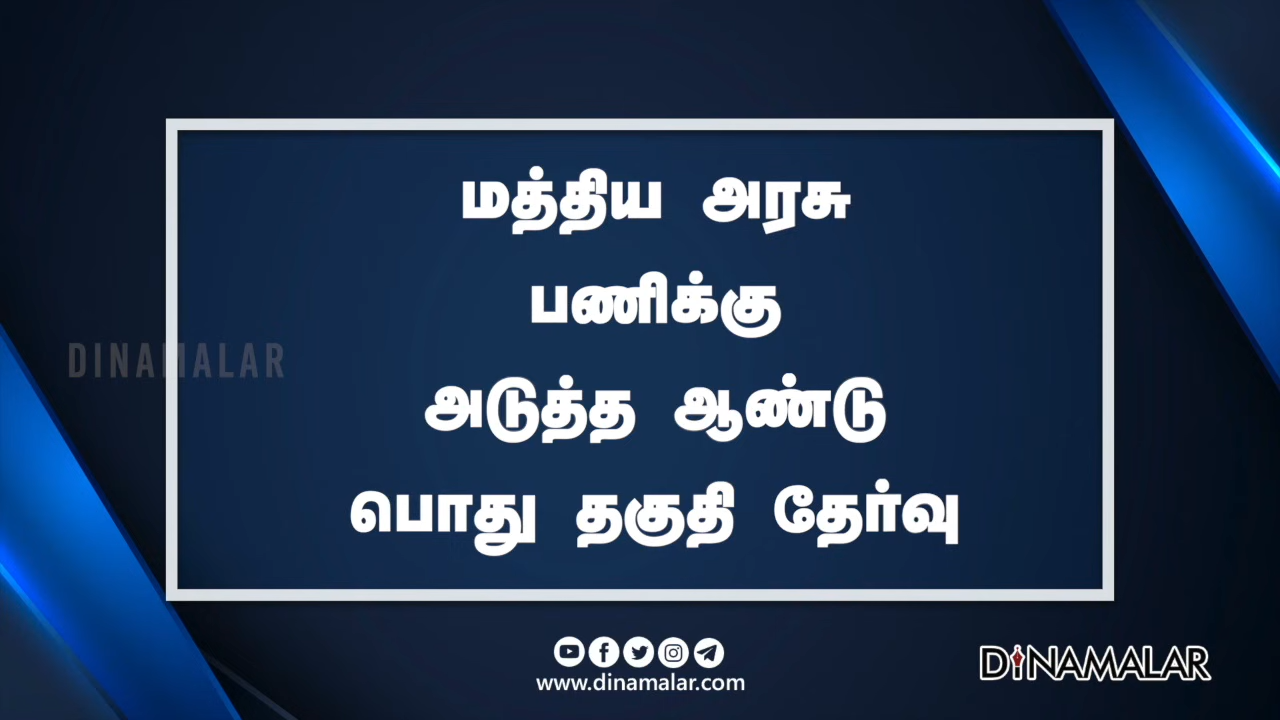 மத்திய அரசு
பணிக்கு
DINAMALAR
அடுத்த ஆண்டு
பொது தகுதி தேர்வு
www.dinamalar.com
DINAMALAR